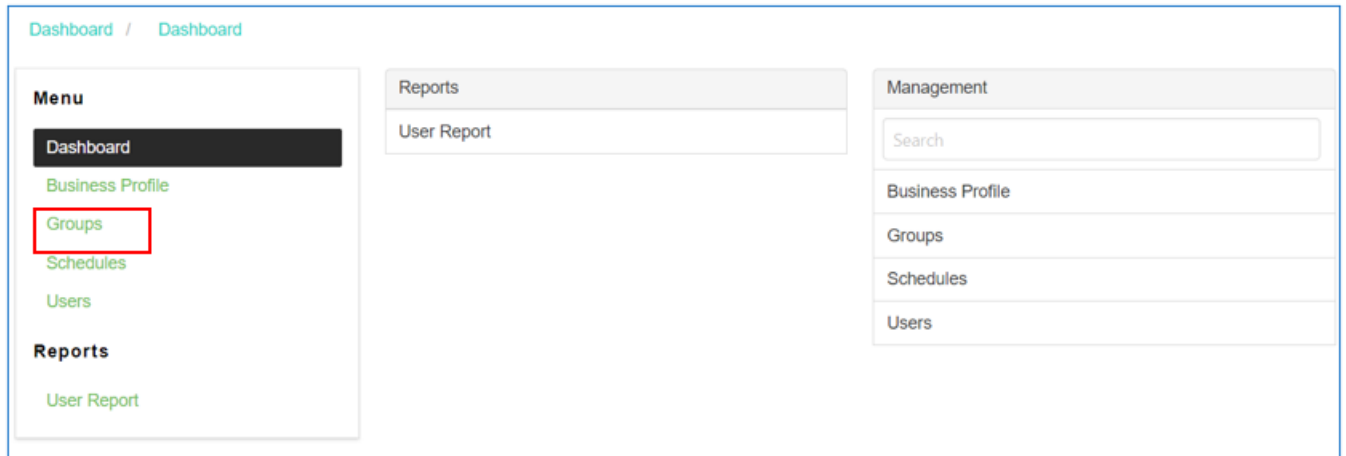 Dashboard / Dashboard
Menu
Dashboard
Business Profile
Groups
Schedules
Users
Reports
User Report
Reports
User Report
Management
Search
Business Profile
Groups
Schedules
Users